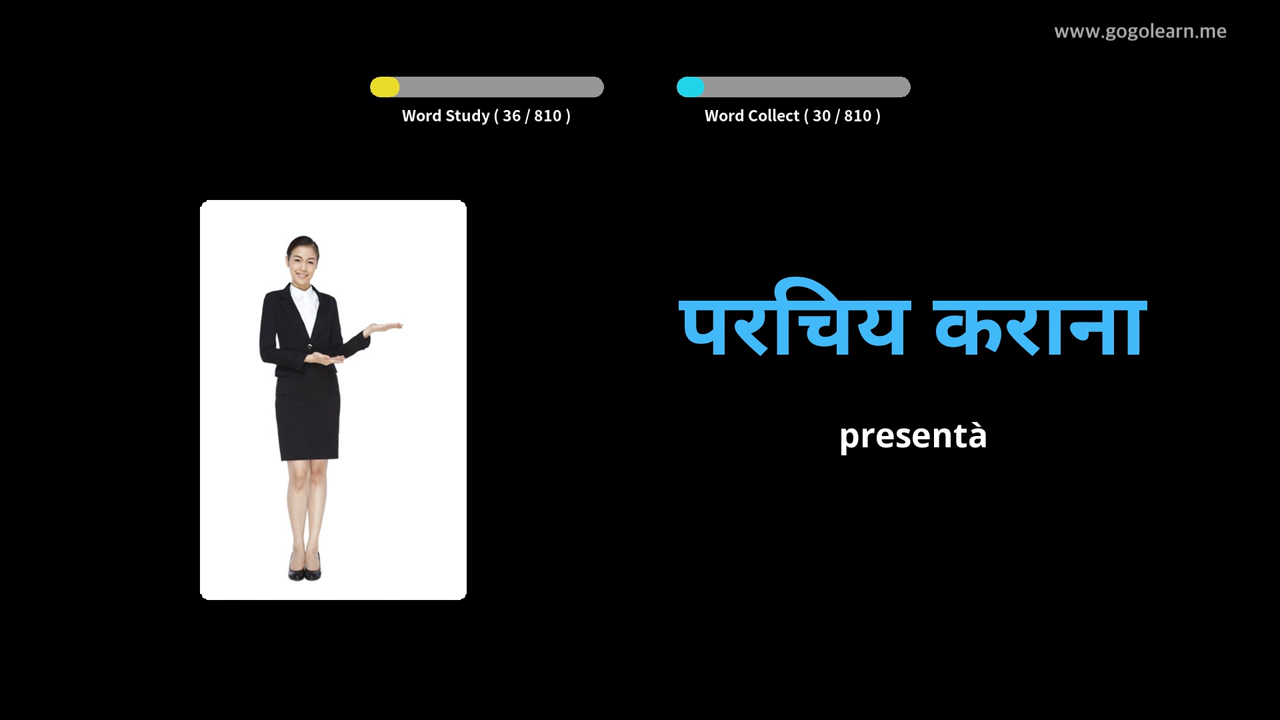 www.gogolearn.me
Word Study ( 36 / 810 )
Word Collect ( 30 / 810 )
परिचय कराना
presentà